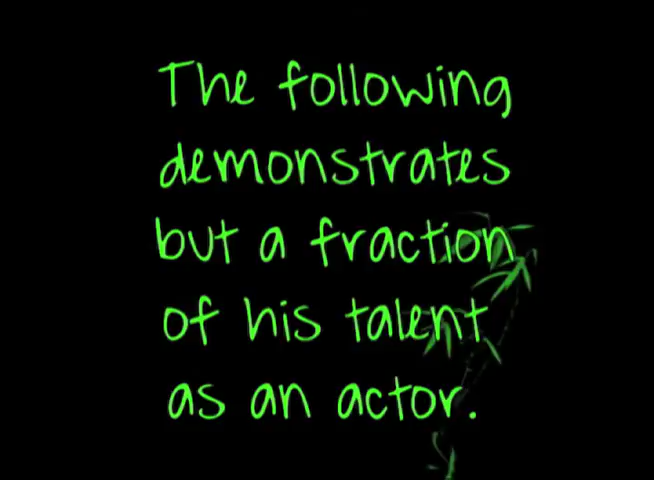 The following
demonstrates
but a fraction
of his talent
as an actor.